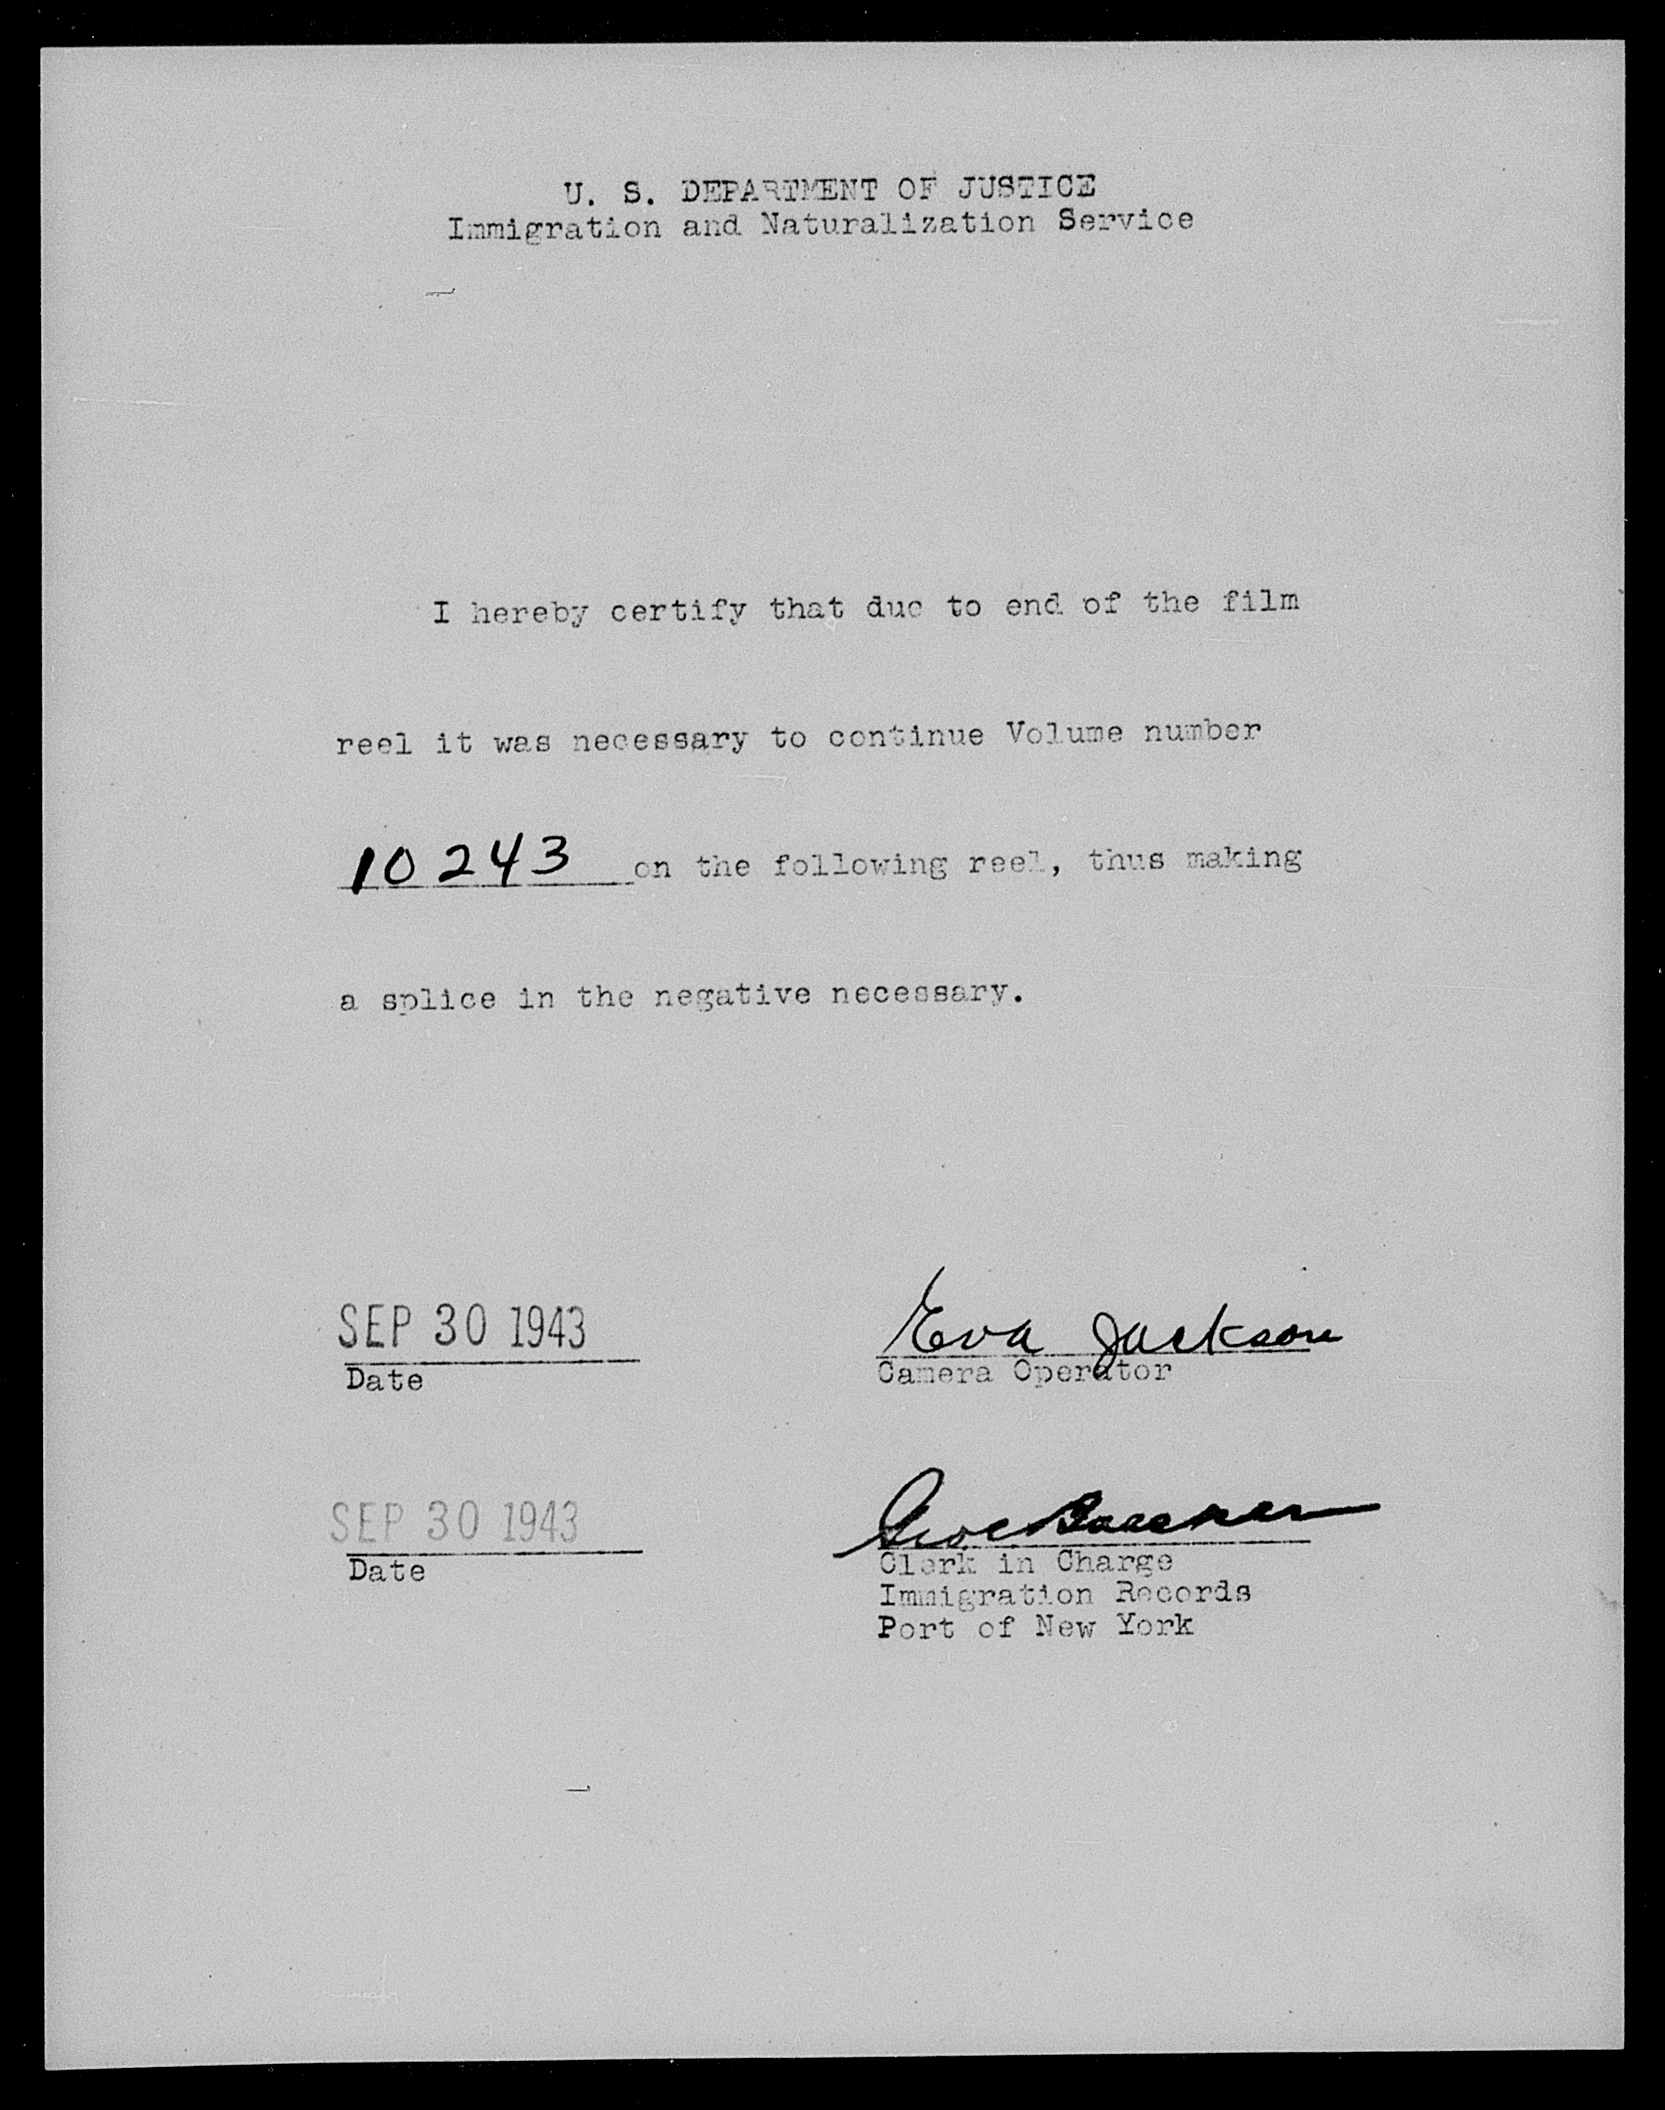 U. S. DEPARTMENT OF JUSTICE
Immigration and Naturalization Service
I hereby certify that due to end of the film
reel it was necessary to continue Volume number
10243 on the following reel, thus making
a splice in the negative necessary.
SEP 30 1943 Eva Jackson
Date Camera Operator
SEP 30 1943
Date Clerk in Charge
Immigration Records
Port of New York